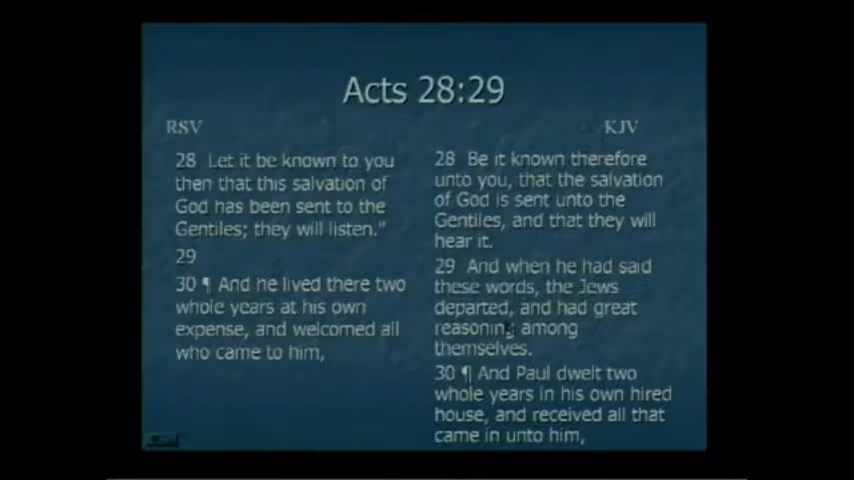 Acts 28:29
RSV
28 Let it be known to you
then that this salvation of
God has been sent to the
Gentiles; they will listen."
29
30 ¶ And he lived there two
whole years at his own
expense, and welcomed all
who came to him,
KJV
28 Be it known therefore
unto you, that the salvation
of God is sent unto the
Gentiles, and that they will
hear it.
29 And when he had said
these words, the Jews
departed, and had great
reasoning among
themselves.
30 ¶ And Paul dwelt two
whole years in his own hired
house, and received all that
came in unto him,